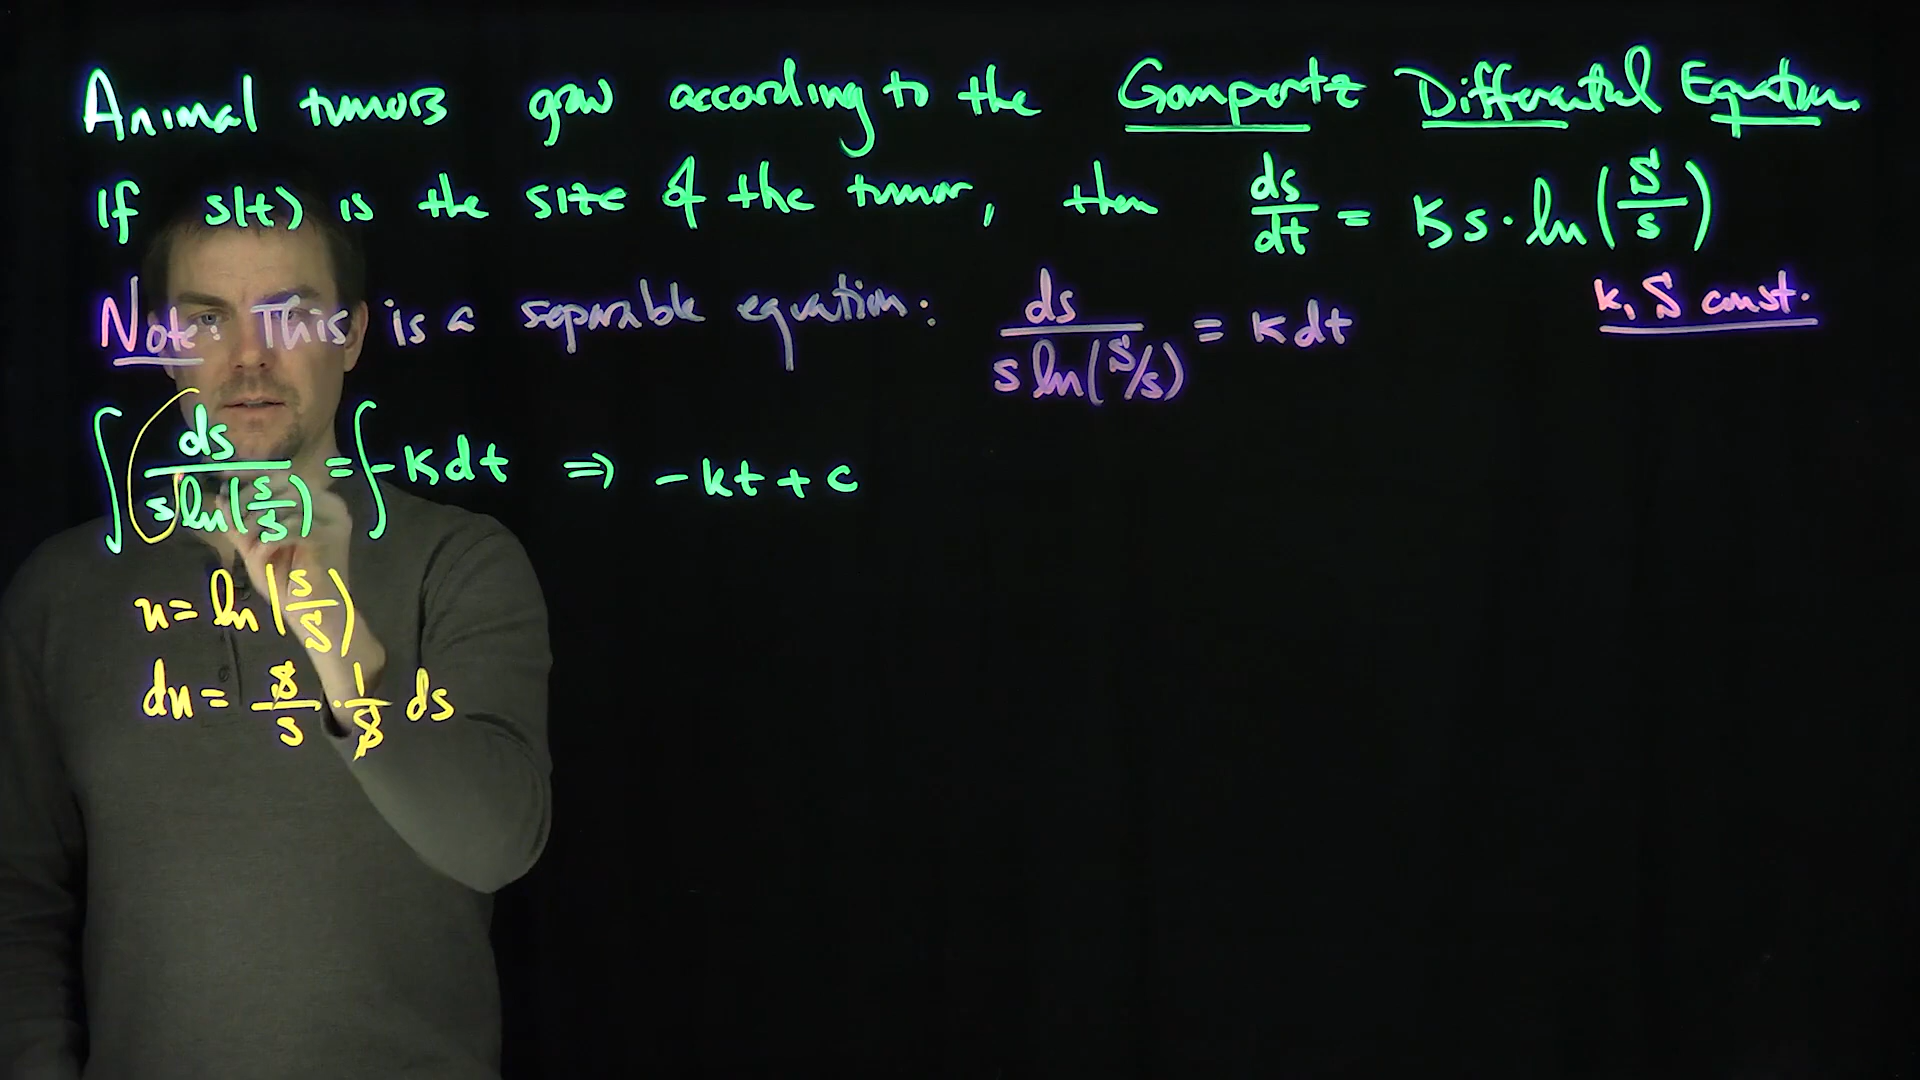 Animal tumors grow according to the Gompertz Differential Equation.
If s(t) is the size of the tumor, then ds/dt = K s · ln(S/s)
k, S const.
Note: This is a separable equation: ds/(s ln(S/s)) = K dt
∫ ds/(s ln(s/S)) = ∫ -K dt ⇒ -kt + c
u = ln(s/S)
du = S/s · 1/S ds